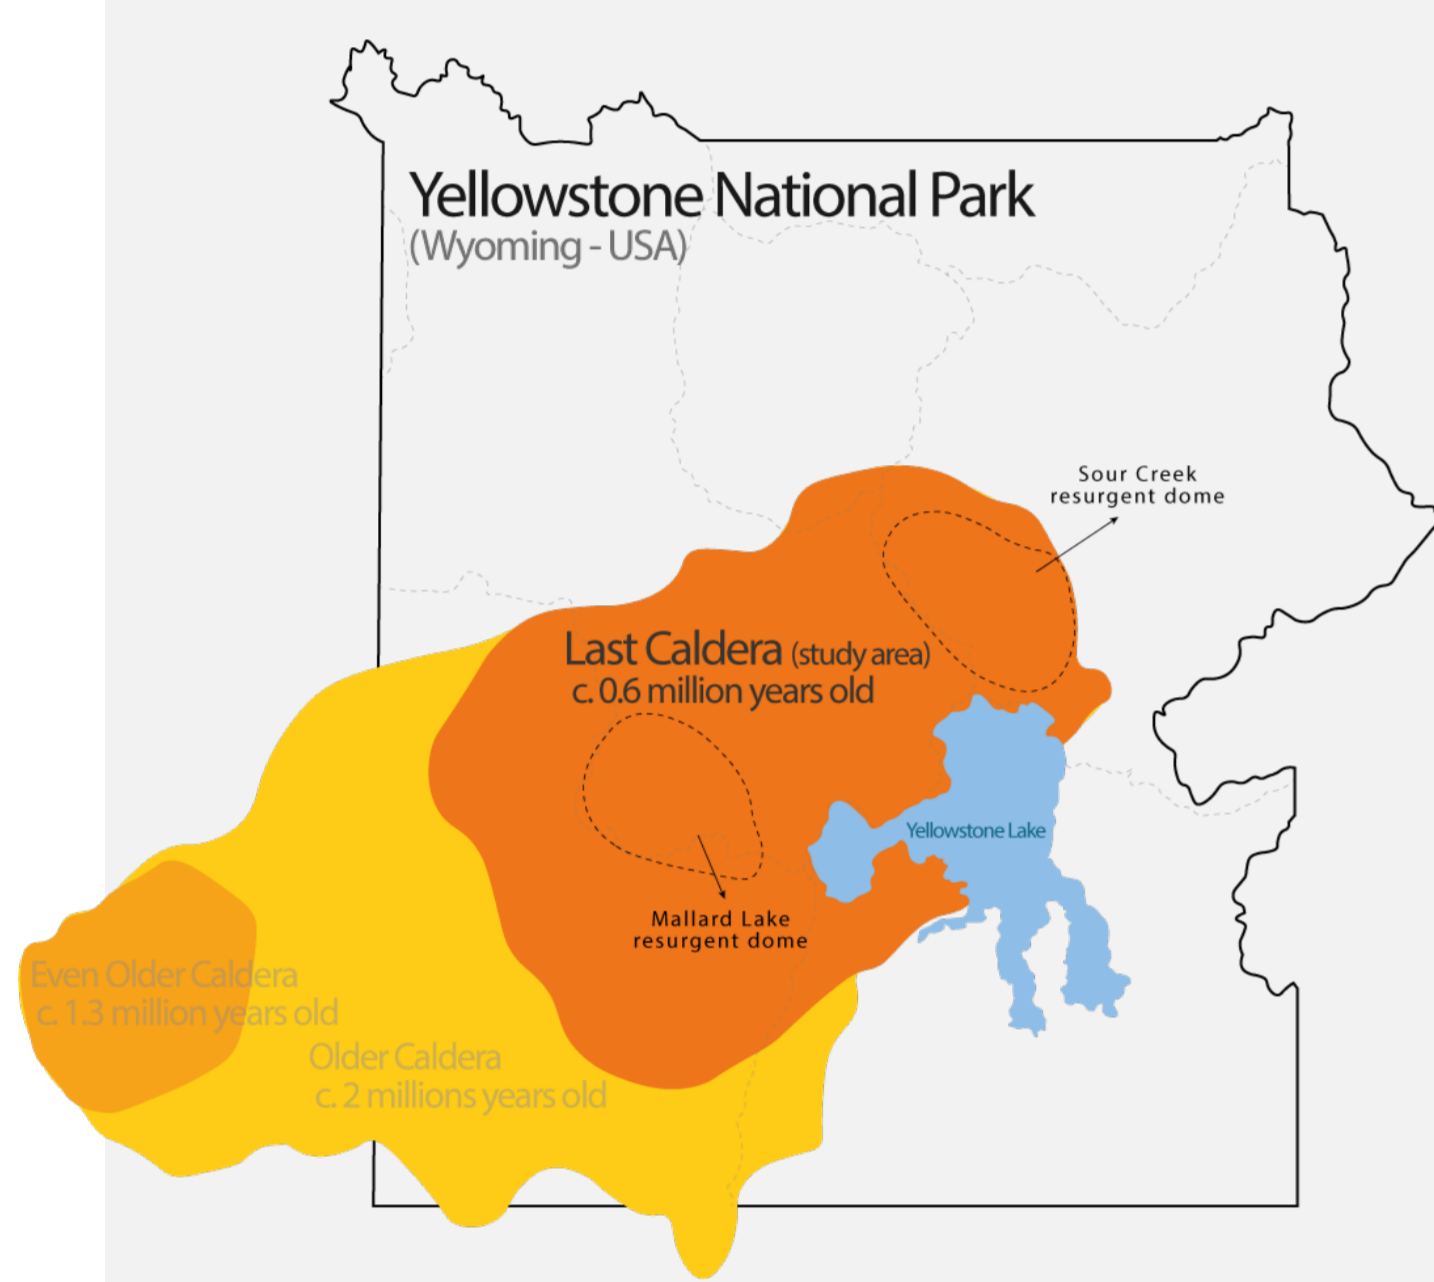 Yellowstone National Park
(Wyoming - USA)
Sour Creek
resurgent dome
Last Caldera (study area)
c. 0.6 million years old
Yellowstone Lake
Mallard Lake
resurgent dome
Even Older Caldera
c. 1.3 million years old
Older Caldera
c. 2 millions years old